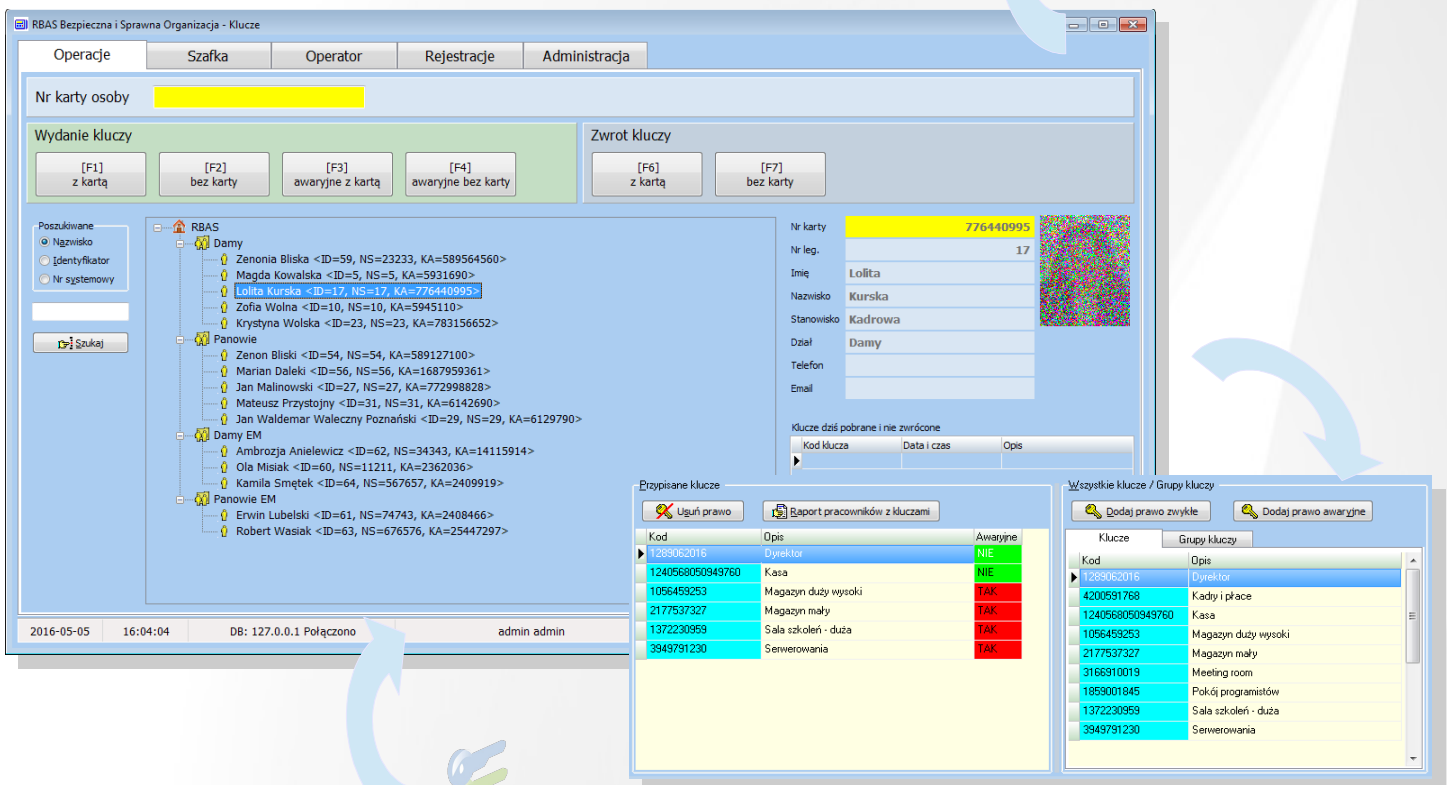 RBAS Bezpieczna i Sprawna Organizacja - Klucze
Operacje Szafka Operator Rejestracje Administracja
Nr karty osoby
Wydanie kluczy
[F1] z kartą
[F2] bez karty
[F3] awaryjne z kartą
[F4] awaryjne bez karty
Zwrot kluczy
[F6] z kartą
[F7] bez karty
Poszukiwane
Nazwisko
Identyfikator
Nr systemowy
Szukaj
RBAS
Damy
Zenonia Bliska <ID=59, NS=23233, KA=589564560>
Magda Kowalska <ID=5, NS=5, KA=5931690>
Lolita Kurska <ID=17, NS=17, KA=776440995>
Zofia Wolna <ID=10, NS=10, KA=5945110>
Krystyna Wolska <ID=23, NS=23, KA=783156652>
Panowie
Zenon Bliski <ID=54, NS=54, KA=589127100>
Marian Daleki <ID=56, NS=56, KA=1687959361>
Jan Malinowski <ID=27, NS=27, KA=772998828>
Mateusz Przystojny <ID=31, NS=31, KA=6142690>
Jan Waldemar Waleczny Poznański <ID=29, NS=29, KA=6129790>
Damy EM
Ambrozja Anielewicz <ID=62, NS=34343, KA=14115914>
Ola Misiak <ID=60, NS=11211, KA=2362036>
Kamila Smętek <ID=64, NS=567657, KA=2409919>
Panowie EM
Erwin Lubelski <ID=61, NS=74743, KA=2408466>
Robert Wasiak <ID=63, NS=676576, KA=25447297>
Nr karty 776440995
Nr leg. 17
Imię Lolita
Nazwisko Kurska
Stanowisko Kadrowa
Dział Damy
Telefon
Email
Klucze dziś pobrane i nie zwrócone
Kod klucza Data i czas Opis
2016-05-05 16:04:04 DB: 127.0.0.1 Połączono admin admin
Przypisane klucze
Usuń prawo Raport pracowników z kluczami
Kod Opis Awaryjne
1289062016 Dyrektor NIE
1240568050949760 Kasa NIE
1056459253 Magazyn duży wysoki TAK
2177537327 Magazyn mały TAK
1372230959 Sala szkoleń - duża TAK
3949791230 Serwerowania TAK
Wszystkie klucze / Grupy kluczy
Dodaj prawo zwykłe Dodaj prawo awaryjne
Klucze Grupy kluczy
Kod Opis
1289062016 Dyrektor
4200591768 Kadry i płace
1240568050949760 Kasa
1056459253 Magazyn duży wysoki
2177537327 Magazyn mały
3166910019 Meeting room
1859001845 Pokój programistów
1372230959 Sala szkoleń - duża
3949791230 Serwerowania